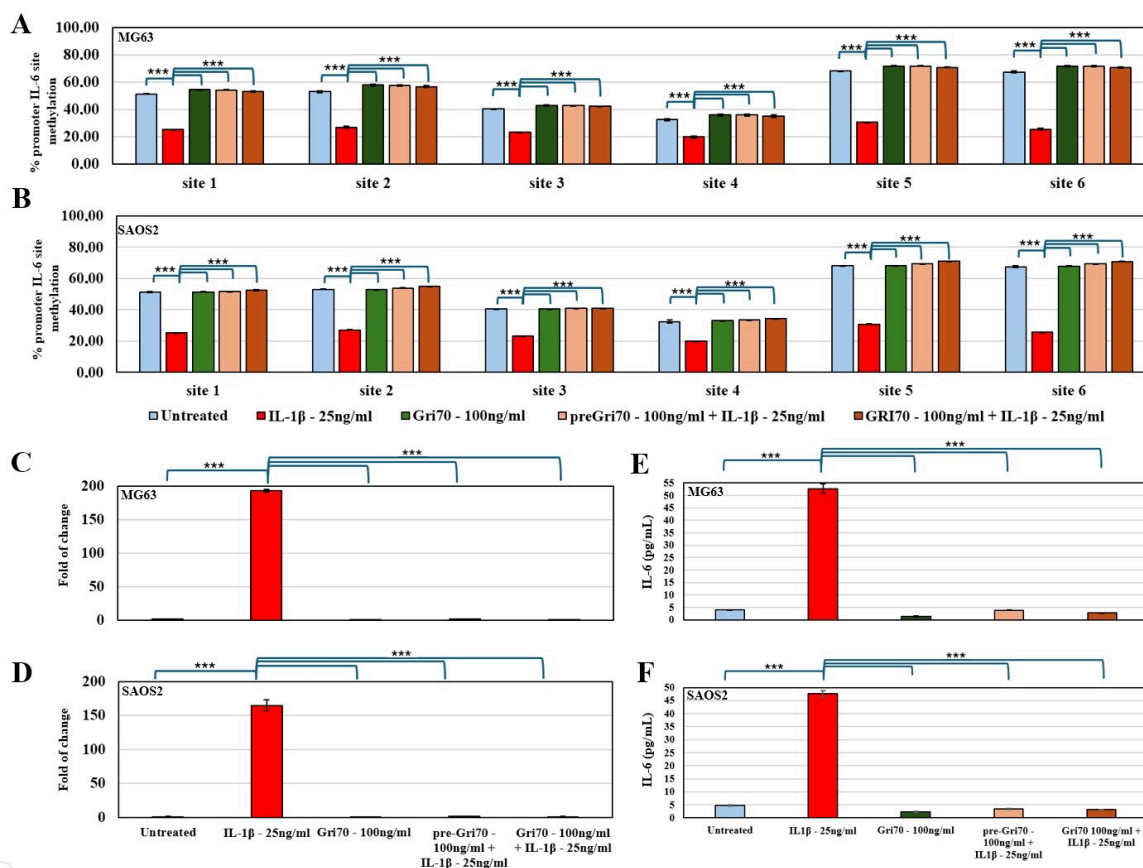 A
MG63
% promoter IL-6 site
methylation
100.00
80.00
60.00
40.00
20.00
0.00
*** *** *** *** *** *** *** *** *** *** *** ***
site 1 site 2 site 3 site 4 site 5 site 6
B
SAOS2
% promoter IL-6 site
methylation
100,00
80,00
60.00
40.00
20.00
0.00
*** *** *** *** *** *** *** *** *** *** *** ***
site 1 site 2 site 3 site 4 site 5 site 6
Untreated IL-1β - 25ng/ml Gri70 - 100ng/ml preGri70 - 100ng/ml + IL-1β - 25ng/ml GRI70 - 100ng/ml + IL-1β - 25ng/ml
C
*** ***
MG63
Fold of change
200
150
100
50
0
E
*** ***
MG63
IL-6 (pg/mL)
55
50
45
40
35
30
25
20
15
10
5
0
D
*** ***
SAOS2
Fold of change
200
150
100
50
0
Untreated IL-1β - 25ng/ml Gri70 - 100ng/ml pre-Gri70 - Gri70 - 100ng/ml
100ng/ml + + IL-1β - 25ng/ml
IL-1β - 25ng/ml
F
*** ***
SAOS2
IL-6 (pg/mL)
50
45
40
35
30
25
20
15
10
5
0
Untreated IL1β - 25ng/ml Gri70 - 100ng/ml pre-Gri70 - Gri70 100ng/ml +
100ng/ml + IL1β - 25ng/ml
IL1β - 25ng/ml